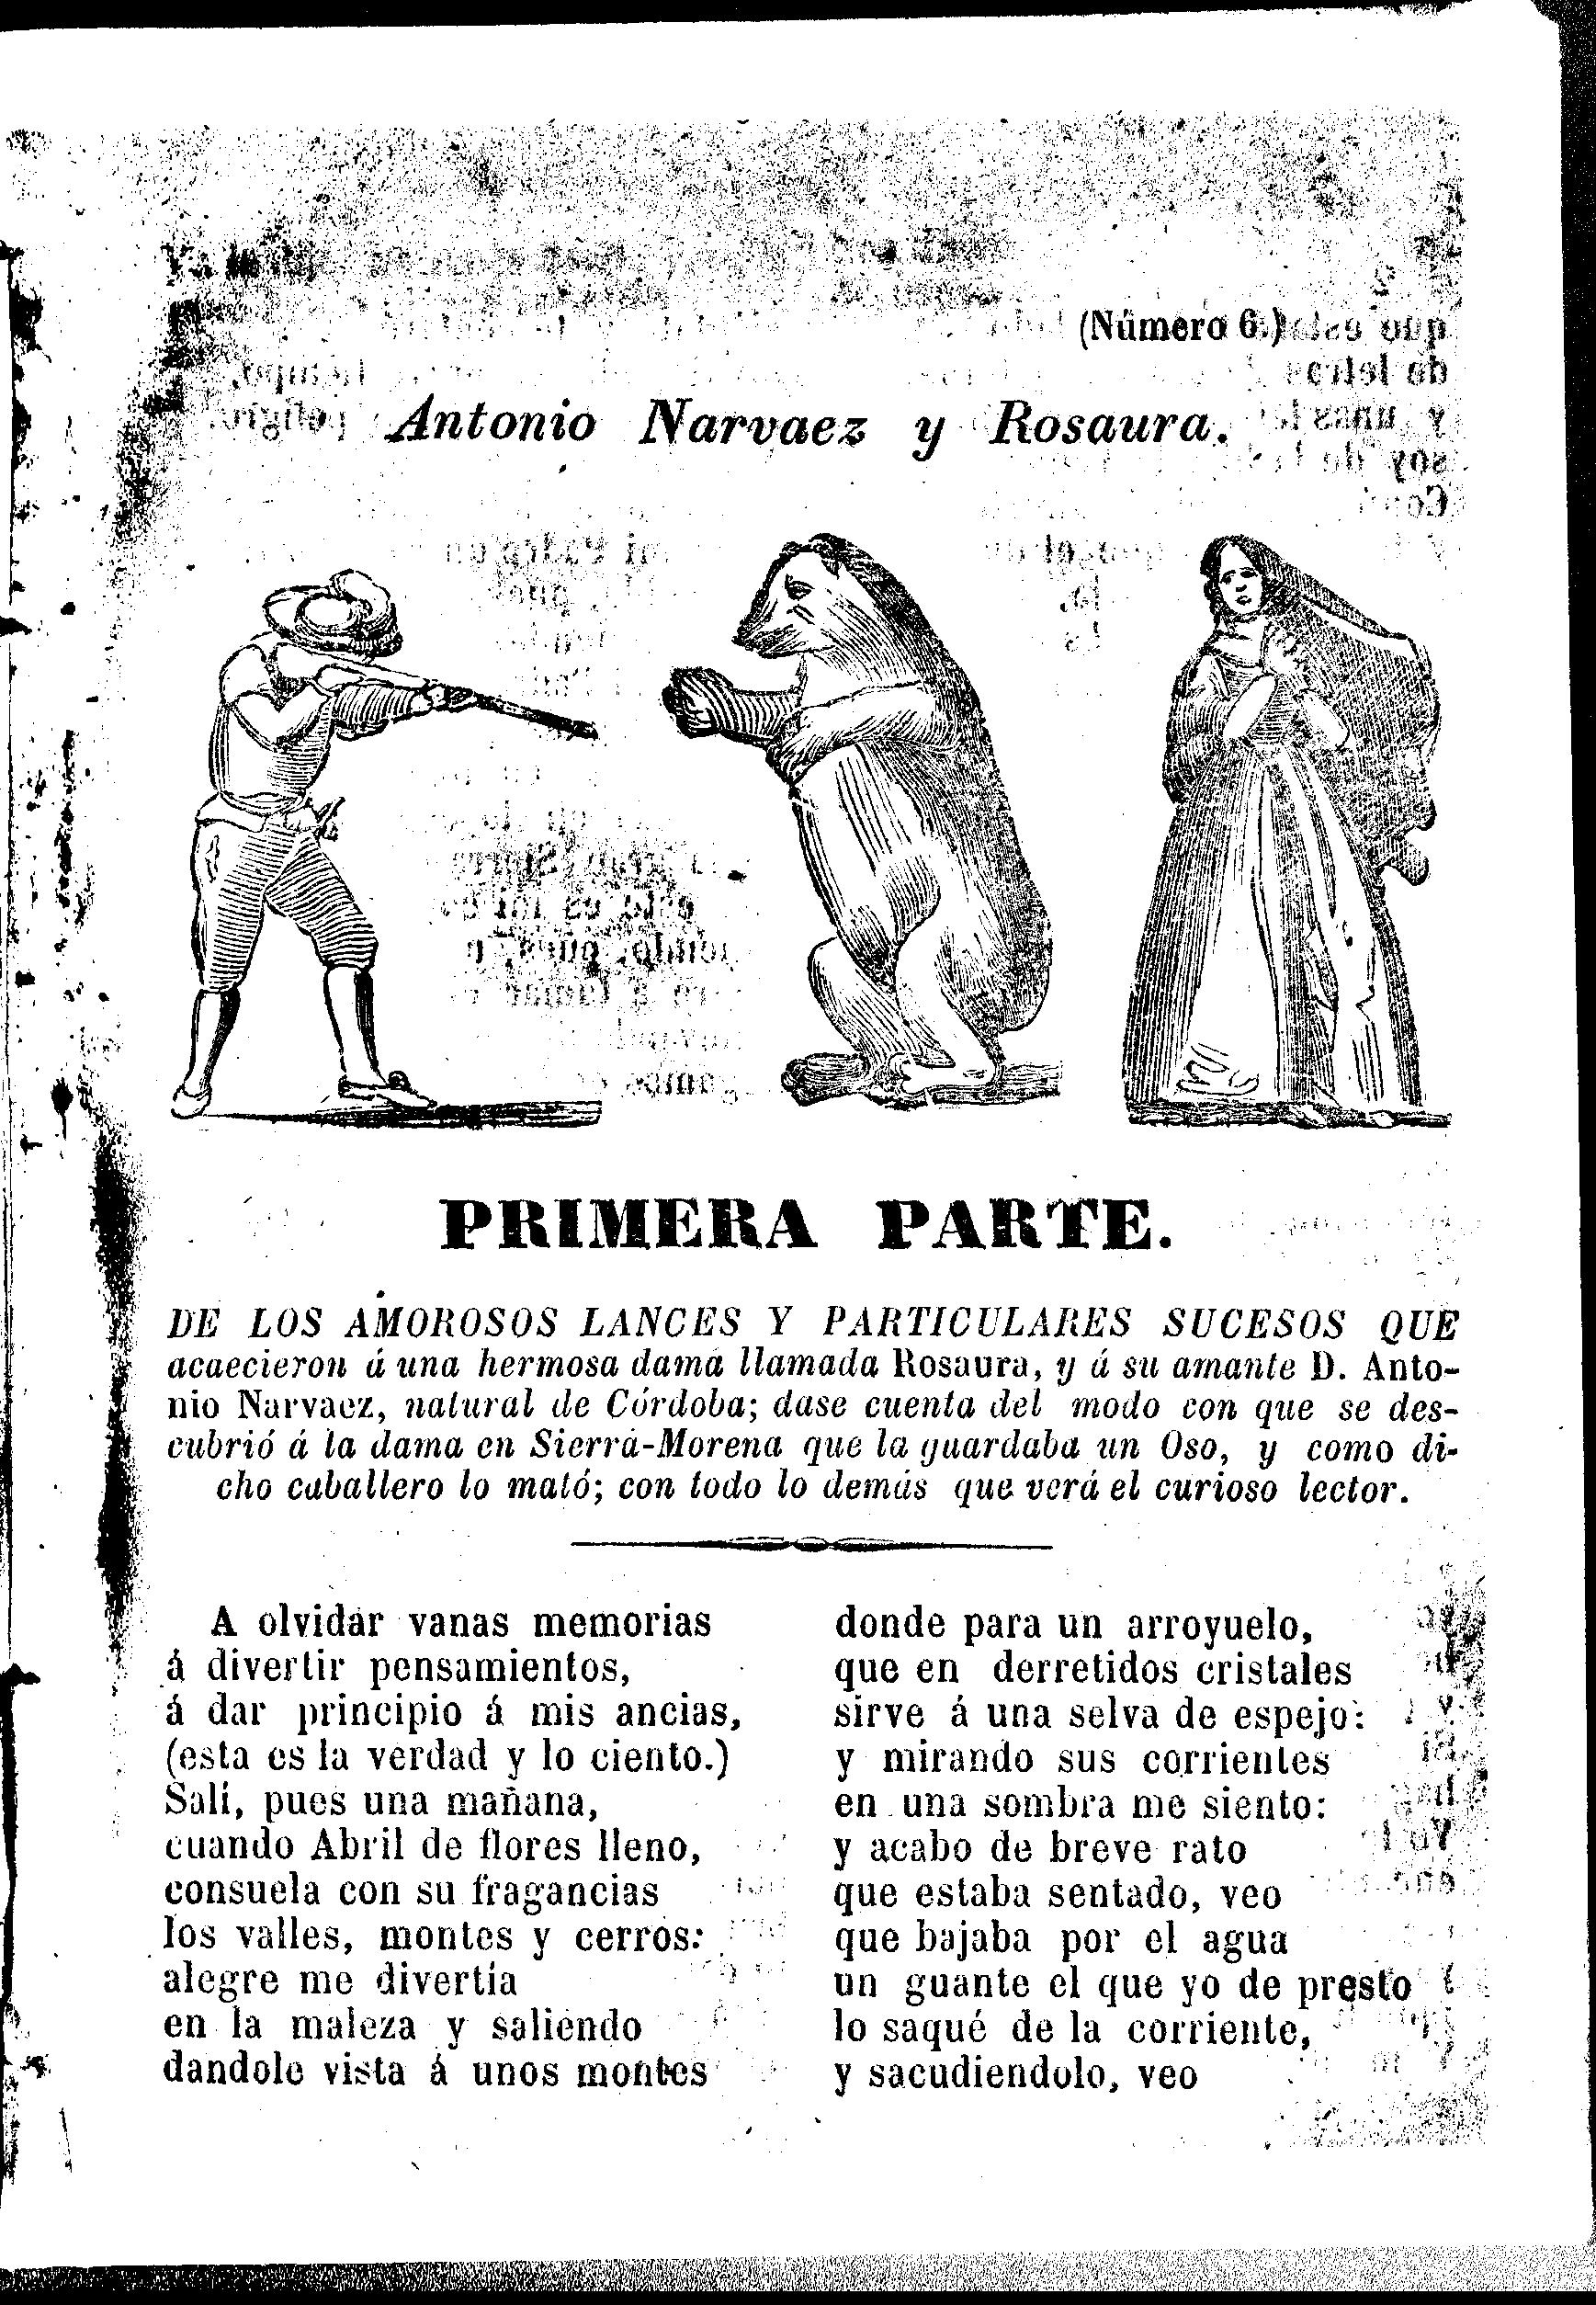 (Número 6.)
Antonio Narvaez y Rosaura.
PRIMERA PARTE.
DE LOS AMOROSOS LANCES Y PARTICULARES SUCESOS QUE
acaecieron á una hermosa dama llamada Rosaura, y á su amante D. Anto-
nio Narvaez, natural de Córdoba; dase cuenta del modo con que se des-
cubrió á la dama en Sierra-Morena que la guardaba un Oso, y como di-
cho caballero lo mató; con todo lo demás que verá el curioso lector.
A olvidar vanas memorias
á divertir pensamientos,
á dar principio á mis ancias,
(esta es la verdad y lo ciento.)
Salí, pues una mañana,
cuando Abril de flores lleno,
consuela con su fragancias
los valles, montes y cerros:
alegre me divertía
en la maleza y saliendo
dandole vista á unos montes
donde para un arroyuelo,
que en derretidos cristales
sirve á una selva de espejo:
y mirando sus corrientes
en una sombra me siento:
y acabo de breve rato
que estaba sentado, veo
que bajaba por el agua
un guante el que yo de presto
lo saqué de la corriente,
y sacudiendolo, veo